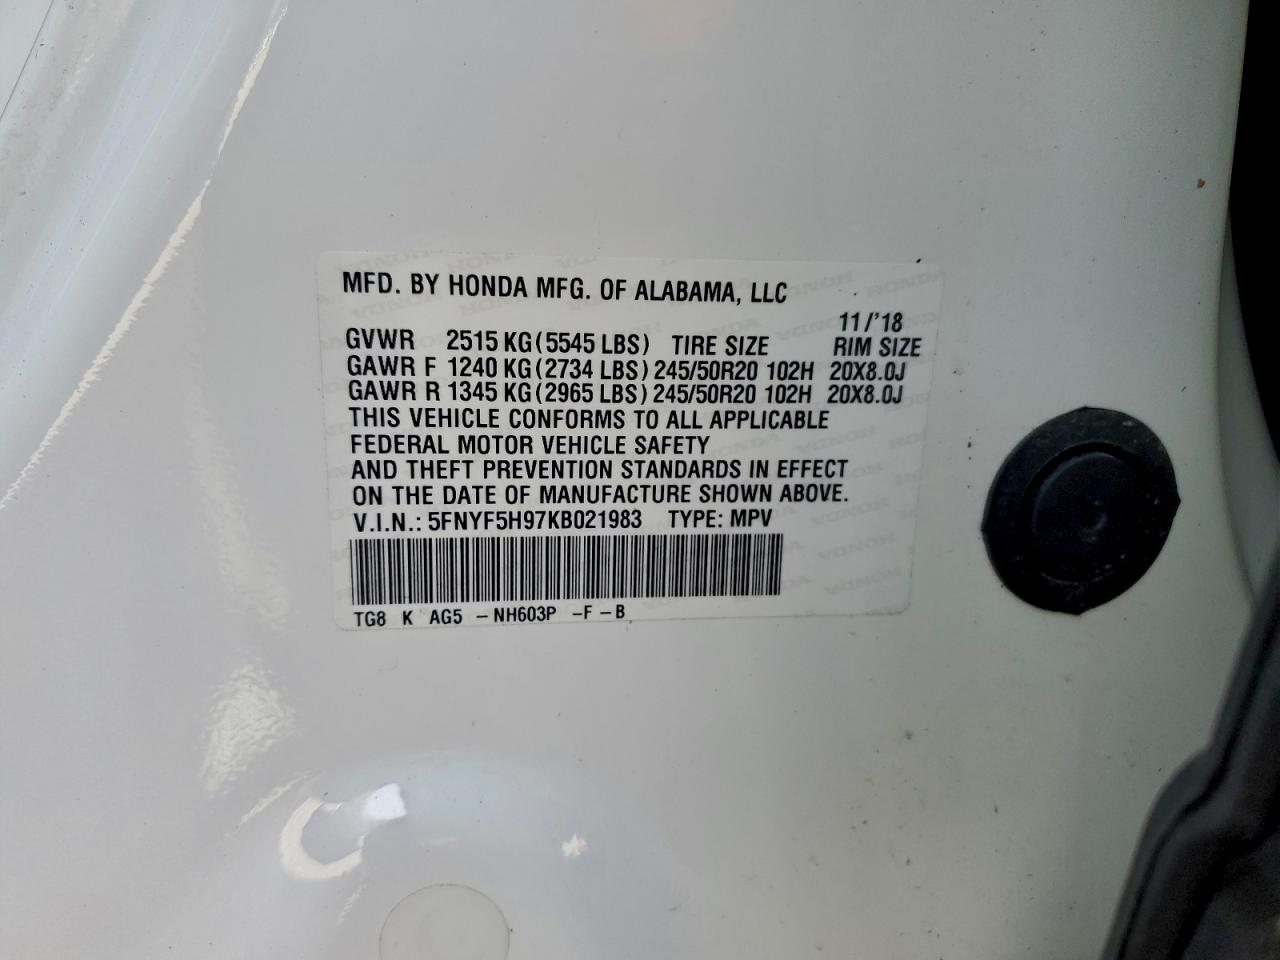 MFD. BY HONDA MFG. OF ALABAMA, LLC
11/'18
GVWR 2515 KG (5545 LBS) TIRE SIZE RIM SIZE
GAWR F 1240 KG (2734 LBS) 245/50R20 102H 20X8.0J
GAWR R 1345 KG (2965 LBS) 245/50R20 102H 20X8.0J
THIS VEHICLE CONFORMS TO ALL APPLICABLE
FEDERAL MOTOR VEHICLE SAFETY
AND THEFT PREVENTION STANDARDS IN EFFECT
ON THE DATE OF MANUFACTURE SHOWN ABOVE.
V.I.N.: 5FNYF5H97KB021983 TYPE: MPV
TG8 K AG5 -NH603P -F-B